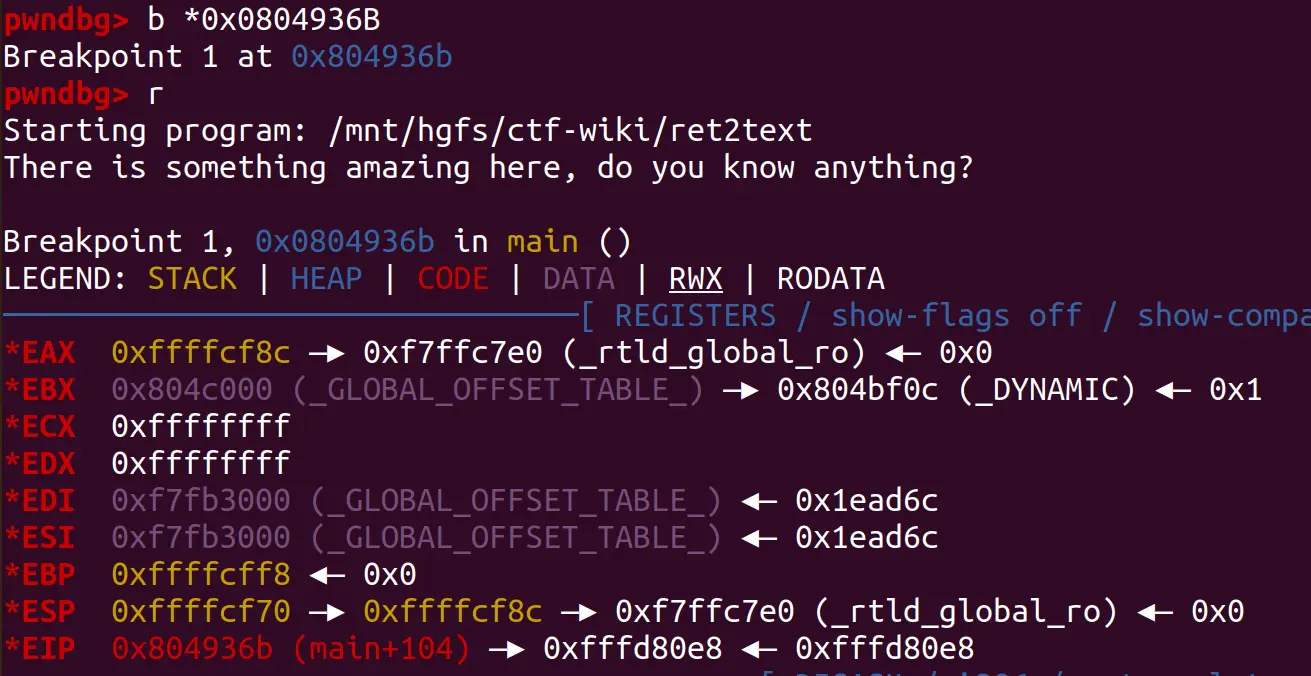 pwndbg> b *0x0804936B
Breakpoint 1 at 0x804936b
pwndbg> r
Starting program: /mnt/hgfs/ctf-wiki/ret2text
There is something amazing here, do you know anything?
Breakpoint 1, 0x0804936b in main ()
LEGEND: STACK | HEAP | CODE | DATA | RWX | RODATA
[ REGISTERS / show-flags off / show-compa
*EAX  0xffffcf8c —▸ 0xf7ffc7e0 (_rtld_global_ro) ◂— 0x0
*EBX  0x804c000 (_GLOBAL_OFFSET_TABLE_) —▸ 0x804bf0c (_DYNAMIC) ◂— 0x1
*ECX  0xffffffff
*EDX  0xffffffff
*EDI  0xf7fb3000 (_GLOBAL_OFFSET_TABLE_) ◂— 0x1ead6c
*ESI  0xf7fb3000 (_GLOBAL_OFFSET_TABLE_) ◂— 0x1ead6c
*EBP  0xffffcff8 ◂— 0x0
*ESP  0xffffcf70 —▸ 0xffffcf8c —▸ 0xf7ffc7e0 (_rtld_global_ro) ◂— 0x0
*EIP  0x804936b (main+104) —▸ 0xfffd80e8 ◂— 0xfffd80e8